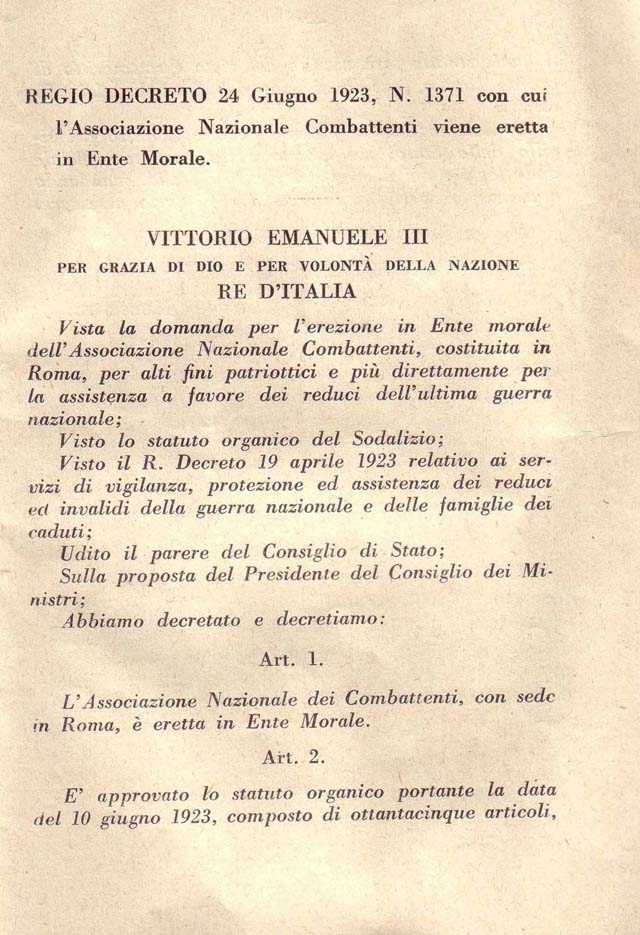 REGIO DECRETO 24 Giugno 1923, N. 1371 con cui
l'Associazione Nazionale Combattenti viene eretta
in Ente Morale.
VITTORIO EMANUELE III
PER GRAZIA DI DIO E PER VOLONTÀ DELLA NAZIONE
RE D'ITALIA
Vista la domanda per l'erezione in Ente morale
dell'Associazione Nazionale Combattenti, costituita in
Roma, per alti fini patriottici e più direttamente per
la assistenza a favore dei reduci dell'ultima guerra
nazionale;
Visto lo statuto organico del Sodalizio;
Visto il R. Decreto 19 aprile 1923 relativo ai ser-
vizi di vigilanza, protezione ed assistenza dei reduci
ed invalidi della guerra nazionale e delle famiglie dei
caduti;
Udito il parere del Consiglio di Stato;
Sulla proposta del Presidente del Consiglio dei Mi-
nistri;
Abbiamo decretato e decretiamo:
Art. 1.
L'Associazione Nazionale dei Combattenti, con sede
in Roma, è eretta in Ente Morale.
Art. 2.
E' approvato lo statuto organico portante la data
del 10 giugno 1923, composto di ottantacinque articoli,